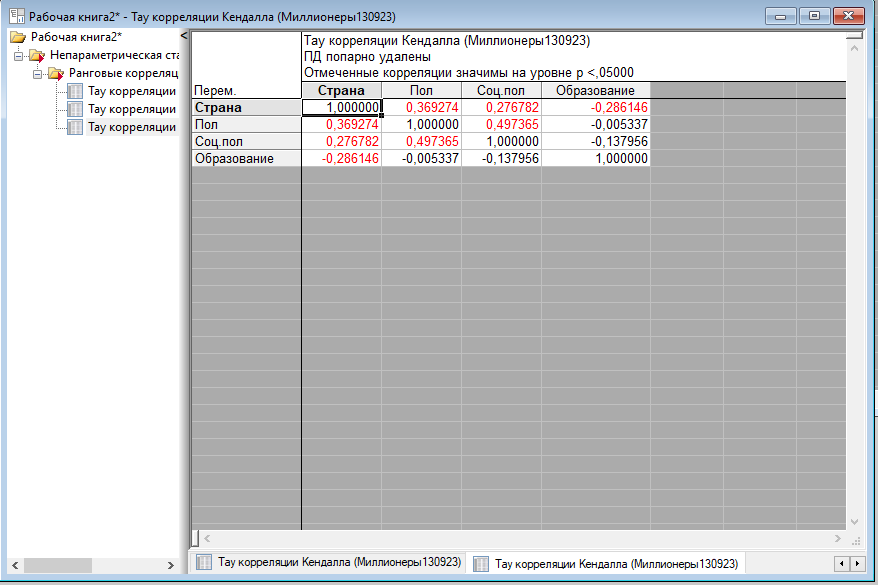 Рабочая книга2* - Тау корреляции Кендалла (Миллионеры130923)
Рабочая книга2*
Непараметрическая ста
Ранговые корреляц
Тау корреляции
Тау корреляции
Тау корреляции
Тау корреляции Кендалла (Миллионеры130923)
ПД попарно удалены
Отмеченные корреляции значимы на уровне p <,05000
Перем. Страна Пол Соц.пол Образование
Страна 1,000000 0,369274 0,276782 -0,286146
Пол 0,369274 1,000000 0,497365 -0,005337
Соц.пол 0,276782 0,497365 1,000000 -0,137956
Образование -0,286146 -0,005337 -0,137956 1,000000
Тау корреляции Кендалла (Миллионеры130923) Тау корреляции Кендалла (Миллионеры130923)